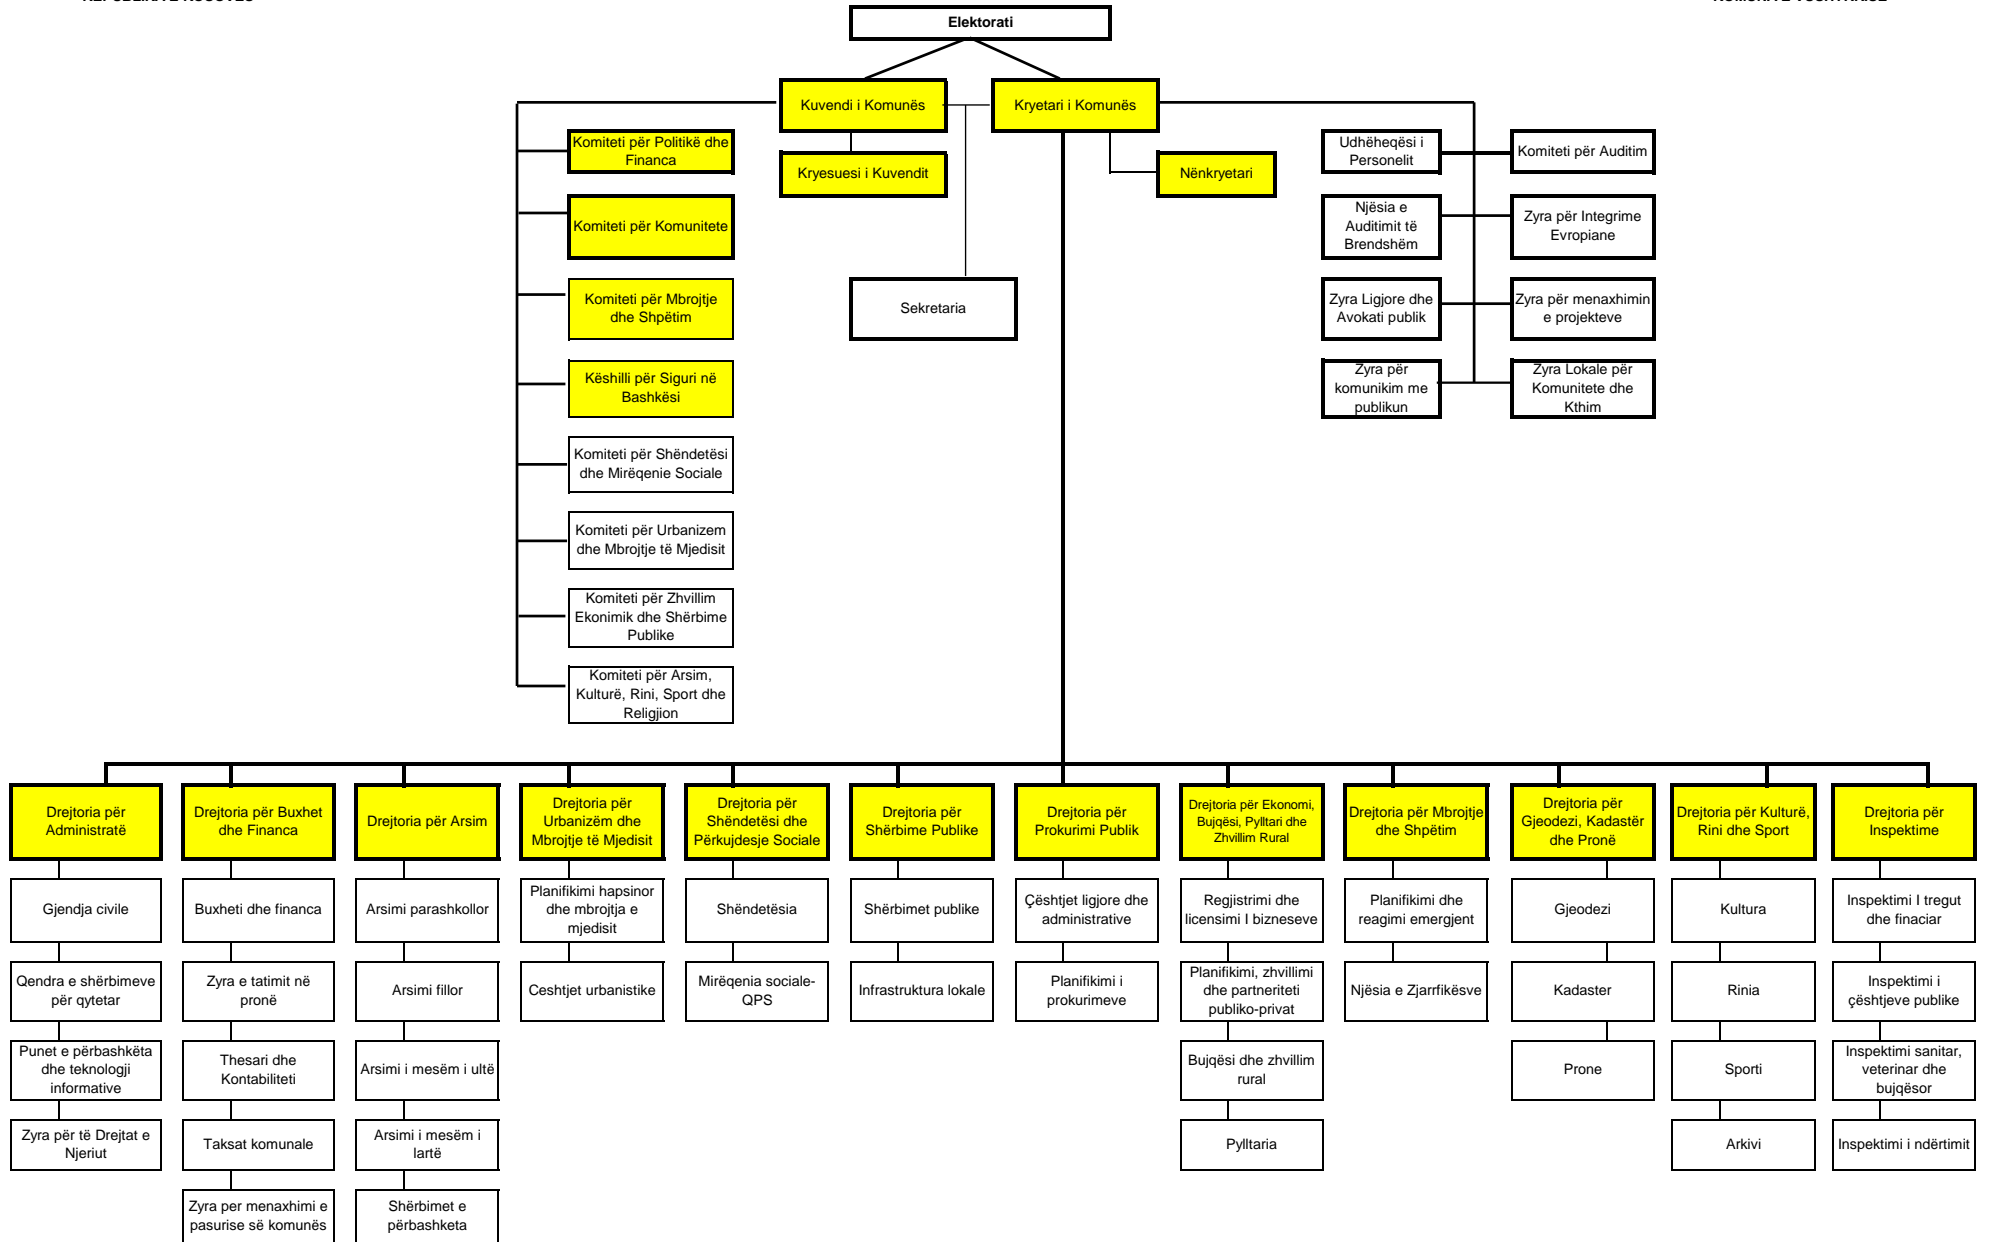 Elektorati
Kuvendi i Komunës
Kryetari i Komunës
Komiteti për Politikë dhe
Financa
Kryesuesi i Kuvendit
Nënkryetari
Udhëheqësi i
Personelit
Komiteti për Auditim
Komiteti për Komunitete
Njësia e
Auditimit të
Brendshëm
Zyra për Integrime
Evropiane
Komiteti për Mbrojtje
dhe Shpëtim
Sekretaria
Zyra Ligjore dhe
Avokati publik
Zyra për menaxhimin
e projekteve
Këshilli për Siguri në
Bashkësi
Zyra për
komunikim me
publikun
Zyra Lokale për
Komunitete dhe
Kthim
Komiteti për Shëndetësi
dhe Mirëqenie Sociale
Komiteti për Urbanizem
dhe Mbrojtje të Mjedisit
Komiteti për Zhvillim
Ekonimik dhe Shërbime
Publike
Komiteti për Arsim,
Kulturë, Rini, Sport dhe
Religjion
Drejtoria për
Administratë
Gjendja civile
Qendra e shërbimeve
për qytetar
Punet e përbashkëta
dhe teknologji
informative
Zyra për të Drejtat e
Njeriut
Drejtoria për Buxhet
dhe Financa
Buxheti dhe financa
Zyra e tatimit në
pronë
Thesari dhe
Kontabiliteti
Taksat komunale
Zyra per menaxhimi e
pasurise së komunës
Drejtoria për Arsim
Arsimi parashkollor
Arsimi fillor
Arsimi i mesëm i ultë
Arsimi i mesëm i
lartë
Shërbimet e
përbashketa
Drejtoria për
Urbanizëm dhe
Mbrojtje të Mjedisit
Planifikimi hapsinor
dhe mbrojtja e
mjedisit
Ceshtjet urbanistike
Drejtoria për
Shëndetësi dhe
Përkujdesje Sociale
Shëndetësia
Mirëqenia sociale-
QPS
Drejtoria për
Shërbime Publike
Shërbimet publike
Infrastruktura lokale
Drejtoria për
Prokurimi Publik
Çështjet ligjore dhe
administrative
Planifikimi i
prokurimeve
Drejtoria për Ekonomi,
Bujqësi, Pylltari dhe
Zhvillim Rural
Regjistrimi dhe
licensimi I bizneseve
Planifikimi, zhvillimi
dhe partneriteti
publiko-privat
Bujqësi dhe zhvillim
rural
Pylltaria
Drejtoria për Mbrojtje
dhe Shpëtim
Planifikimi dhe
reagimi emergjent
Njësia e Zjarrfikësve
Drejtoria për
Gjeodezi, Kadastër
dhe Pronë
Gjeodezi
Kadaster
Prone
Drejtoria për Kulturë,
Rini dhe Sport
Kultura
Rinia
Sporti
Arkivi
Drejtoria për
Inspektime
Inspektimi I tregut
dhe finaciar
Inspektimi i
çështjeve publike
Inspektimi sanitar,
veterinar dhe
bujqësor
Inspektimi i ndërtimit